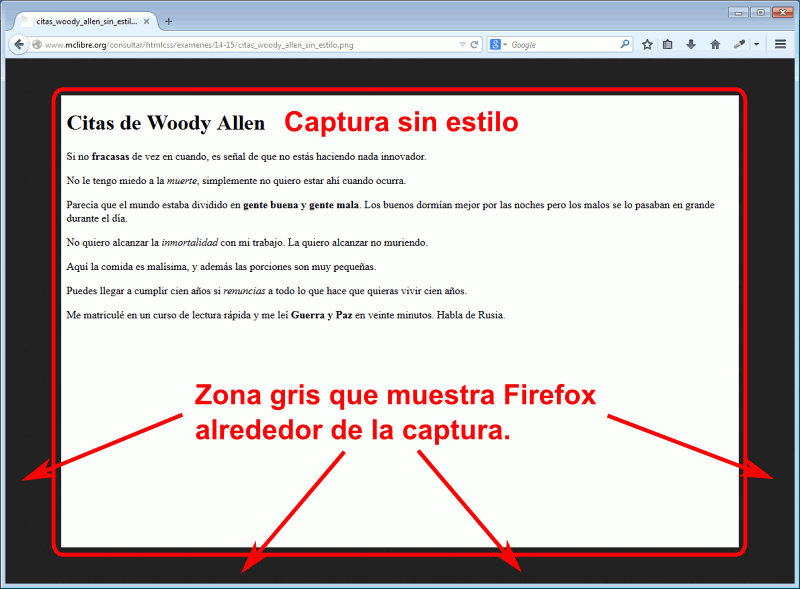 citas_woody_allen_sin_estil...
www.mclibre.org/consultar/htmlcss/examenes/14-15/citas_woody_allen_sin_estilo.png
Google
Citas de Woody Allen
Captura sin estilo
Si no fracasas de vez en cuando, es señal de que no estás haciendo nada innovador.
No le tengo miedo a la muerte, simplemente no quiero estar ahí cuando ocurra.
Parecía que el mundo estaba dividido en gente buena y gente mala. Los buenos dormían mejor por las noches pero los malos se lo pasaban en grande
durante el día.
No quiero alcanzar la inmortalidad con mi trabajo. La quiero alcanzar no muriendo.
Aquí la comida es malísima, y además las porciones son muy pequeñas.
Puedes llegar a cumplir cien años si renuncias a todo lo que hace que quieras vivir cien años.
Me matriculé en un curso de lectura rápida y me leí Guerra y Paz en veinte minutos. Habla de Rusia.
Zona gris que muestra Firefox
alrededor de la captura.